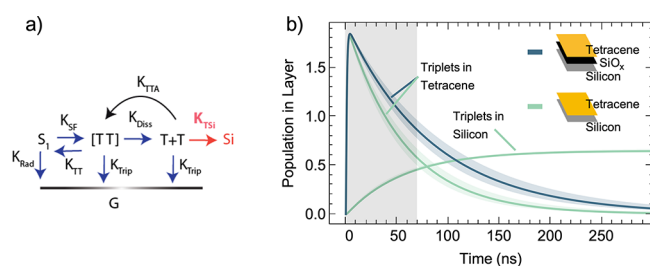 a)
K_TTA
K_SF
K_Diss
K_TSi
S_1
[TT]
T+T
Si
K_Rad
K_TT
K_Trip
K_Trip
G
b)
Population in Layer
1.5
1.0
0.5
0.0
Triplets in
Tetracene
Triplets in
Silicon
Tetracene
SiO_x
Silicon
Tetracene
Silicon
0
50
100
150
200
250
Time (ns)